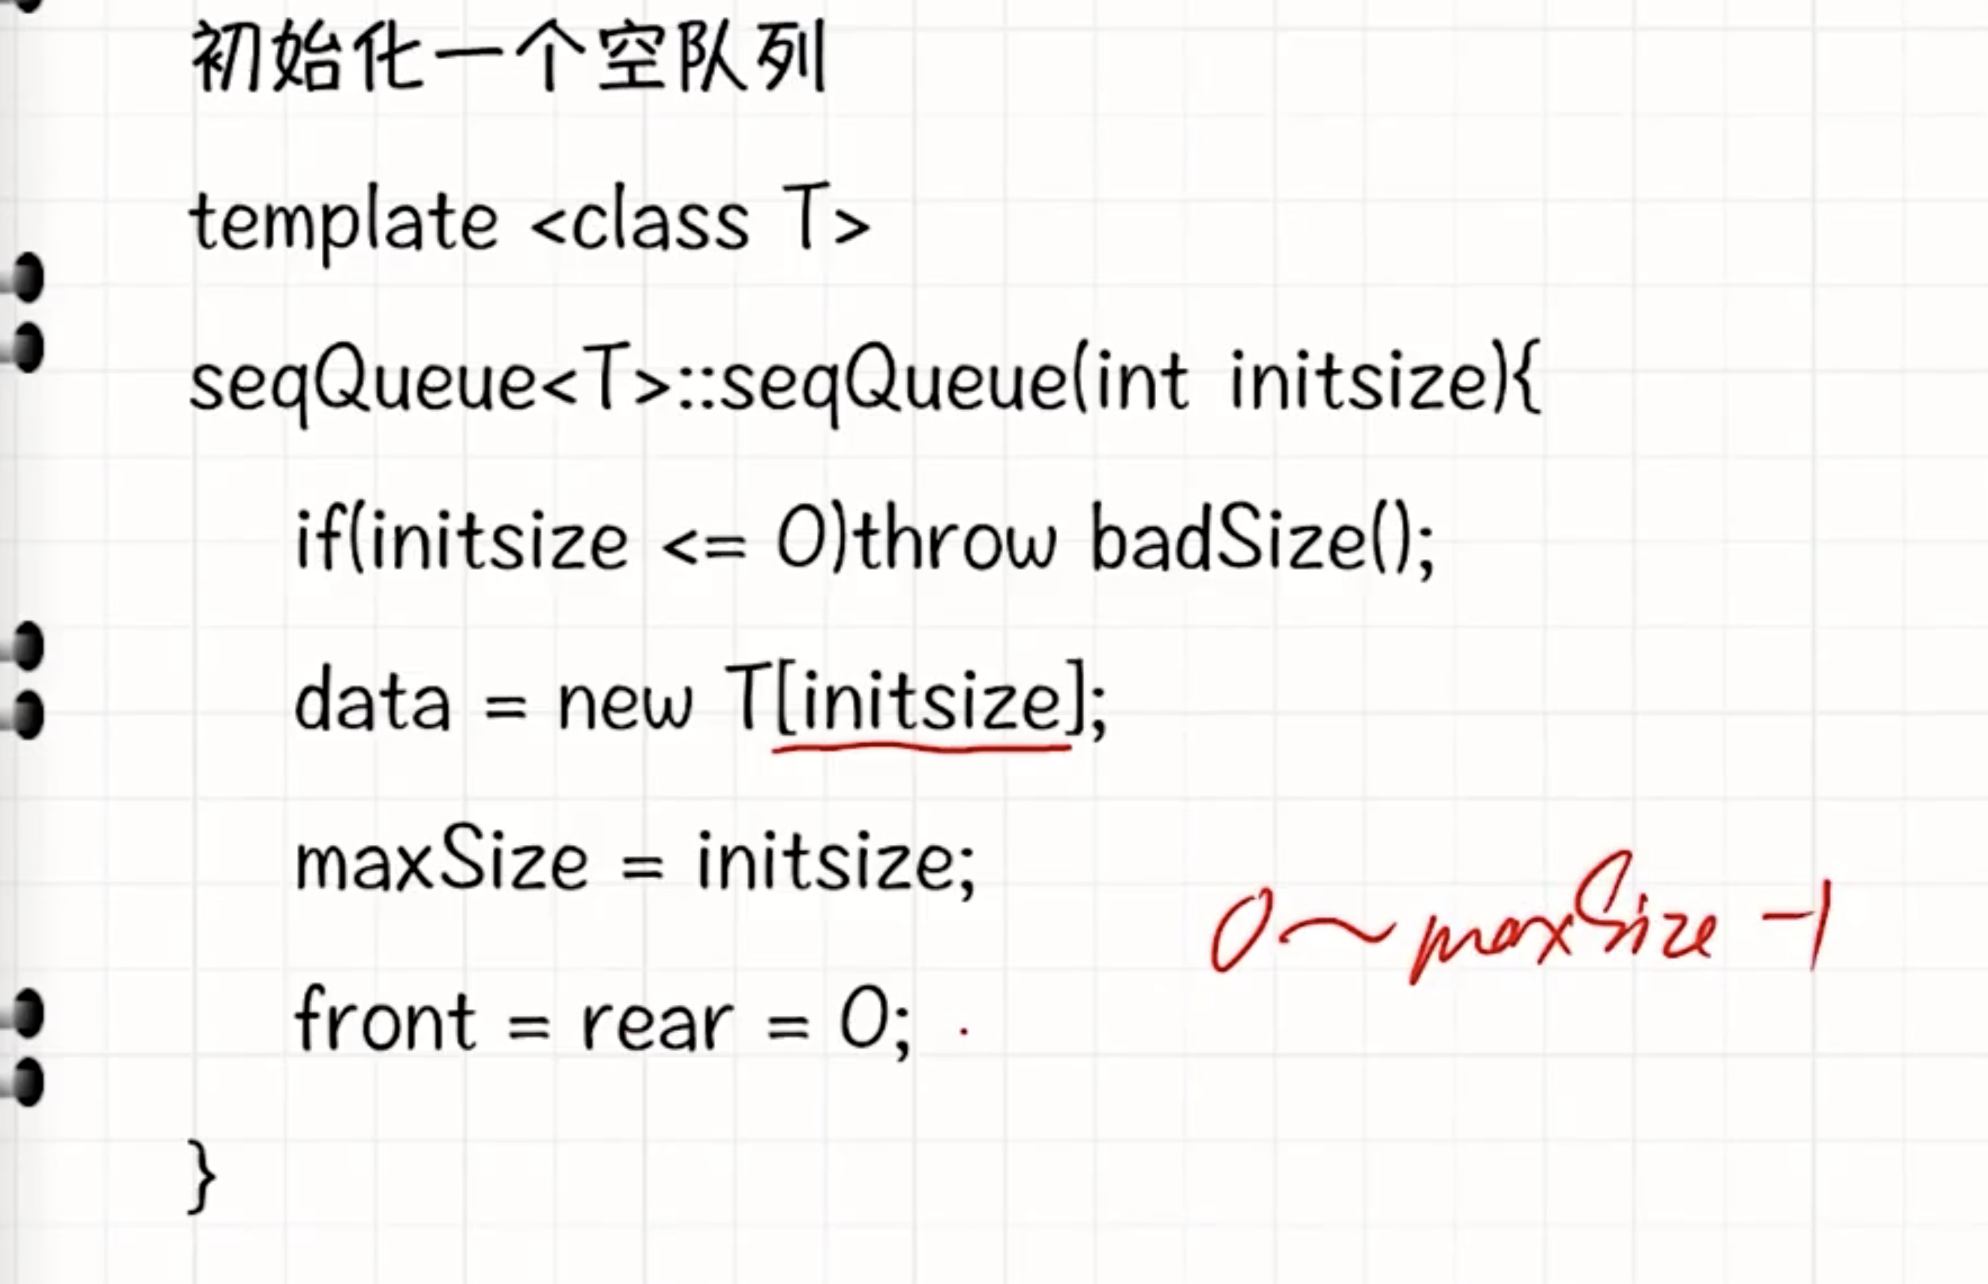 初始化一个空队列
template <class T>
seqQueue<T>::seqQueue(int initsize){
if(initsize <= 0)throw badSize();
data = new T[initsize];
maxSize = initsize;
0~maxSize -1
front = rear = 0;
}